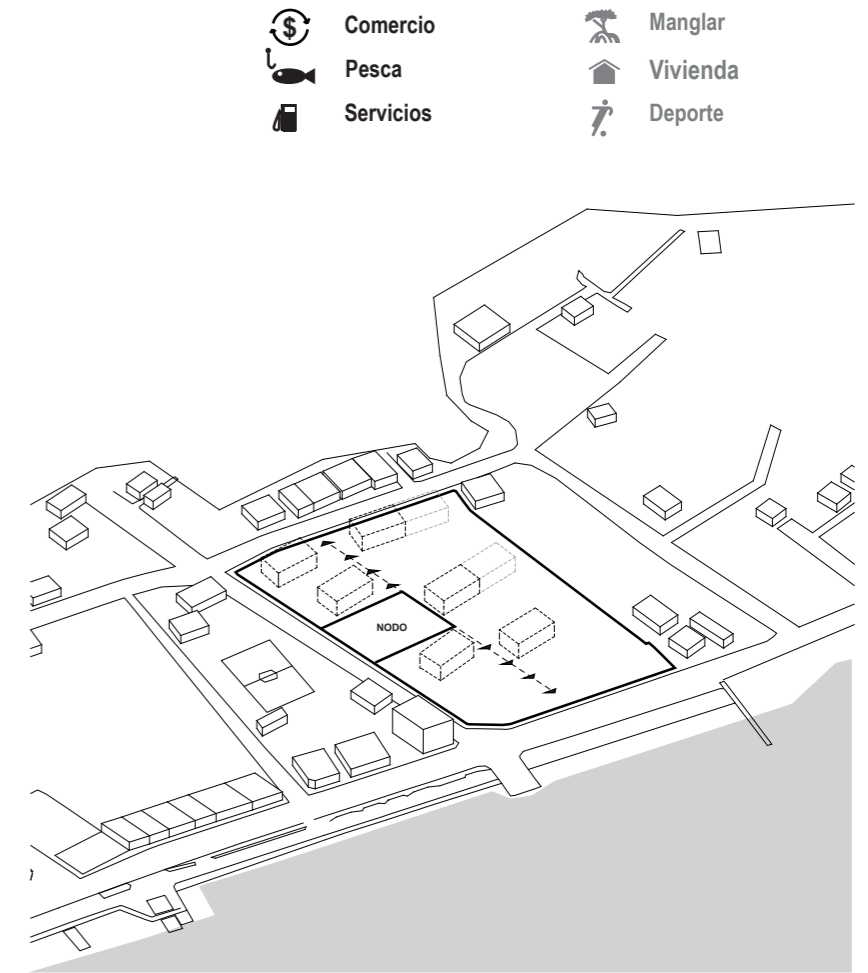 Comercio
Pesca
Servicios
Manglar
Vivienda
Deporte
NODO